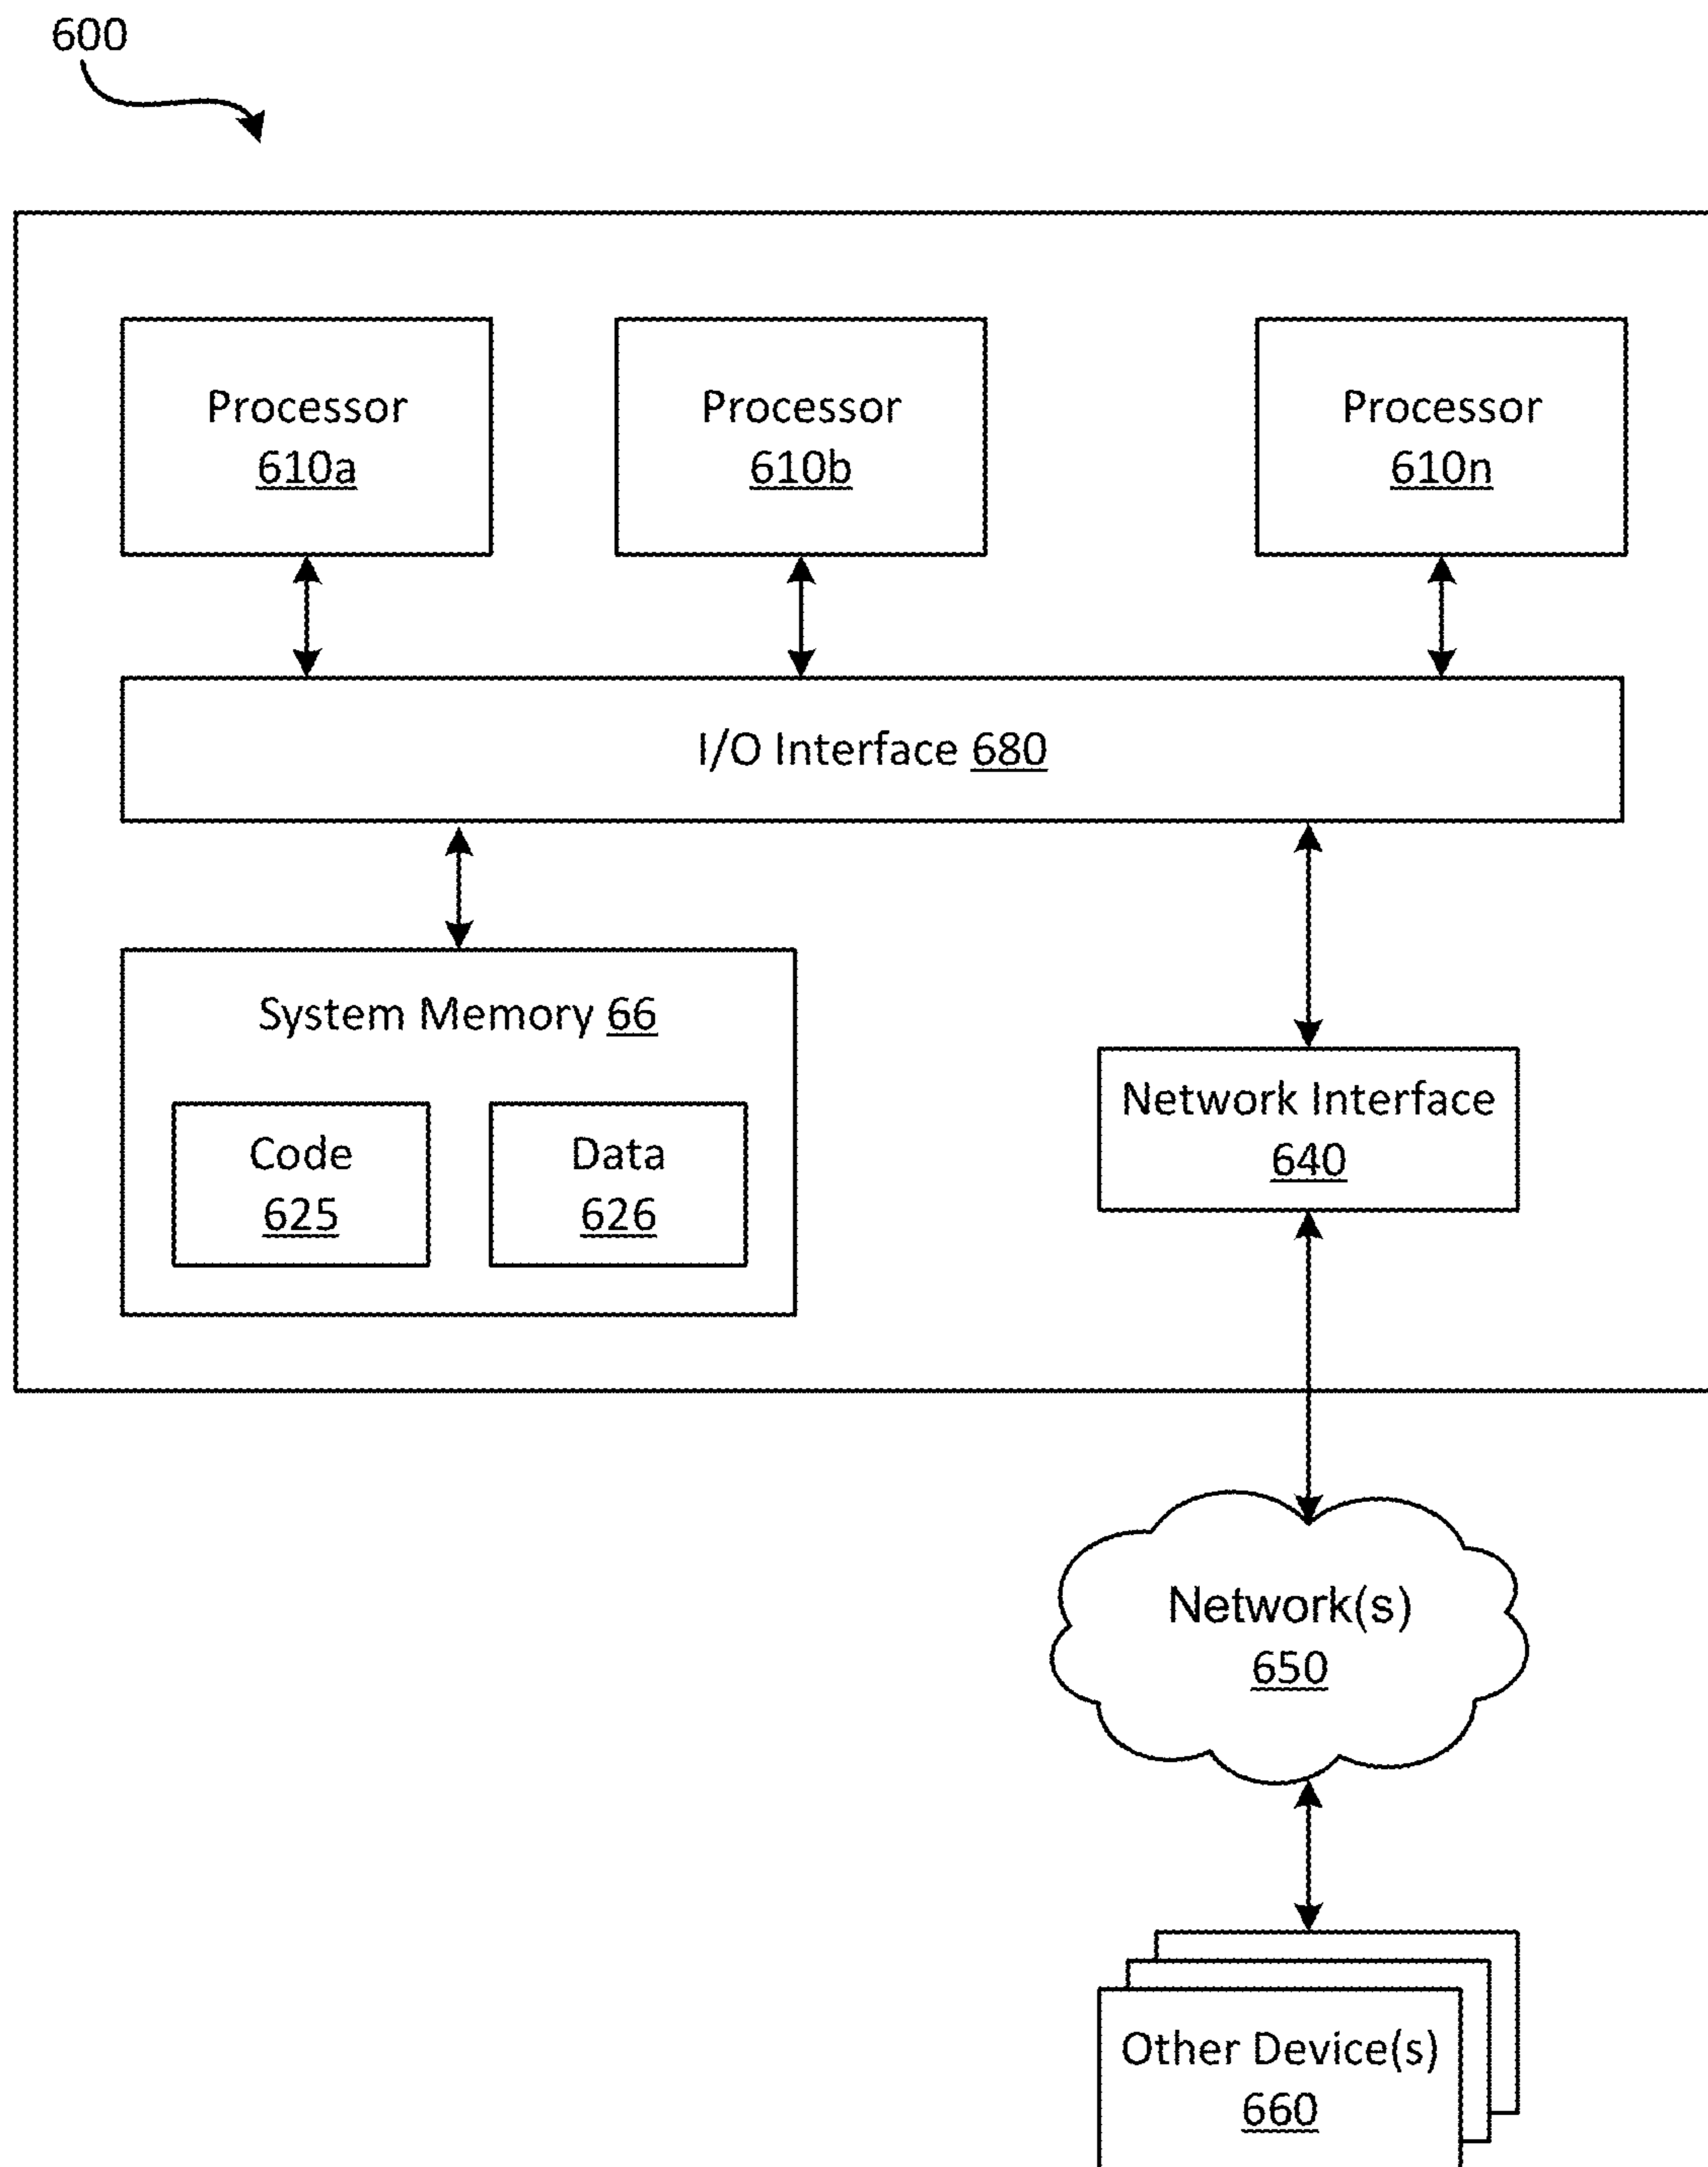 600
Processor
610a
Processor
610b
Processor
610n
I/O Interface 680
System Memory 66
Code
625
Data
626
Network Interface
640
Network(s)
650
Other Device(s)
660